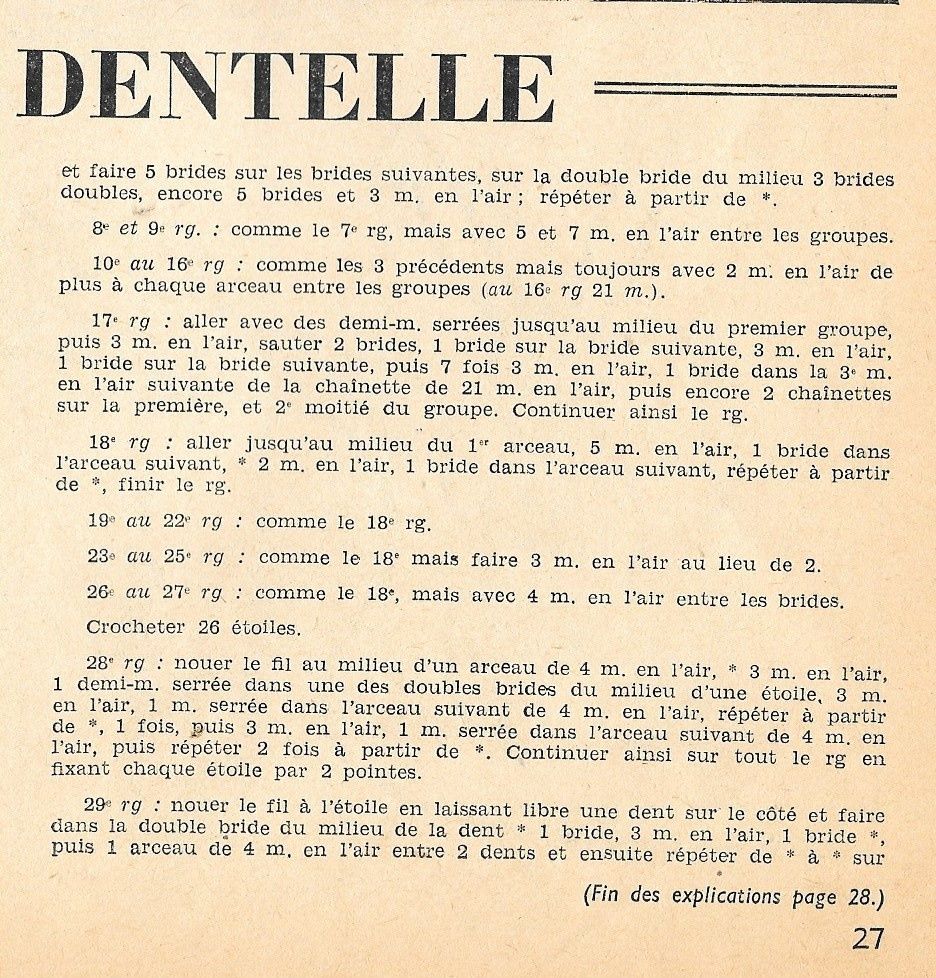 DENTELLE
et faire 5 brides sur les brides suivantes, sur la double bride du milieu 3 brides
doubles, encore 5 brides et 3 m. en l'air ; répéter à partir de *.
8e et 9e rg. : comme le 7e rg, mais avec 5 et 7 m. en l'air entre les groupes.
10e au 16e rg : comme les 3 précédents mais toujours avec 2 m. en l'air de
plus à chaque arceau entre les groupes (au 16e rg 21 m.).
17e rg : aller avec des demi-m. serrées jusqu'au milieu du premier groupe,
puis 3 m. en l'air, sauter 2 brides, 1 bride sur la bride suivante, 3 m. en l'air,
1 bride sur la bride suivante, puis 7 fois 3 m. en l'air, 1 bride dans la 3e m.
en l'air suivante de la chaînette de 21 m. en l'air, puis encore 2 chaînettes
sur la première, et 2e moitié du groupe. Continuer ainsi le rg.
18e rg : aller jusqu'au milieu du 1er arceau, 5 m. en l'air, 1 bride dans
l'arceau suivant, * 2 m. en l'air, 1 bride dans l'arceau suivant, répéter à partir
de *, finir le rg.
19e au 22e rg : comme le 18e rg.
23e au 25e rg : comme le 18e mais faire 3 m. en l'air au lieu de 2.
26e au 27e rg : comme le 18e, mais avec 4 m. en l'air entre les brides.
Crocheter 26 étoiles.
28e rg : nouer le fil au milieu d'un arceau de 4 m. en l'air, * 3 m. en l'air,
1 demi-m. serrée dans une des doubles brides du milieu d'une étoile, 3 m.
en l'air, 1 m. serrée dans l'arceau suivant de 4 m. en l'air, répéter à partir
de *, 1 fois, puis 3 m. en l'air, 1 m. serrée dans l'arceau suivant de 4 m. en
l'air, puis répéter 2 fois à partir de *. Continuer ainsi sur tout le rg en
fixant chaque étoile par 2 pointes.
29e rg : nouer le fil à l'étoile en laissant libre une dent sur le côté et faire
dans la double bride du milieu de la dent * 1 bride, 3 m. en l'air, 1 bride *,
puis 1 arceau de 4 m. en l'air entre 2 dents et ensuite répéter de * à * sur
(Fin des explications page 28.)
27